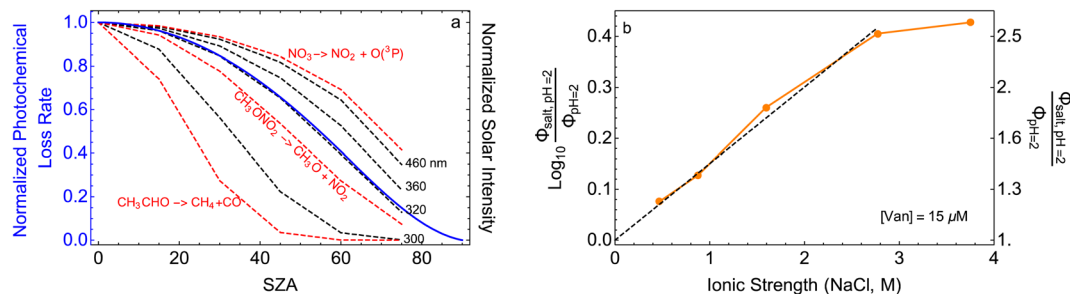 a
Normalized Photochemical
Loss Rate
1.0
0.8
0.6
0.4
0.2
0.0
0
20
40
60
80
SZA
Normalized Solar Intensity
NO₃–> NO₂ + O(³P)
CH₃ONO₂ –> CH₃O + NO₂
CH₃CHO –> CH₄+CO
460 nm
360
320
300
b
Log₁₀ Φsalt, pH=2 / ΦpH=2
0.4
0.3
0.2
0.1
0.0
0
1
2
3
4
Ionic Strength (NaCl, M)
[Van] = 15 µM
2.5
2
1.6
1.3
1
Φsalt, pH=2 / ΦpH=2